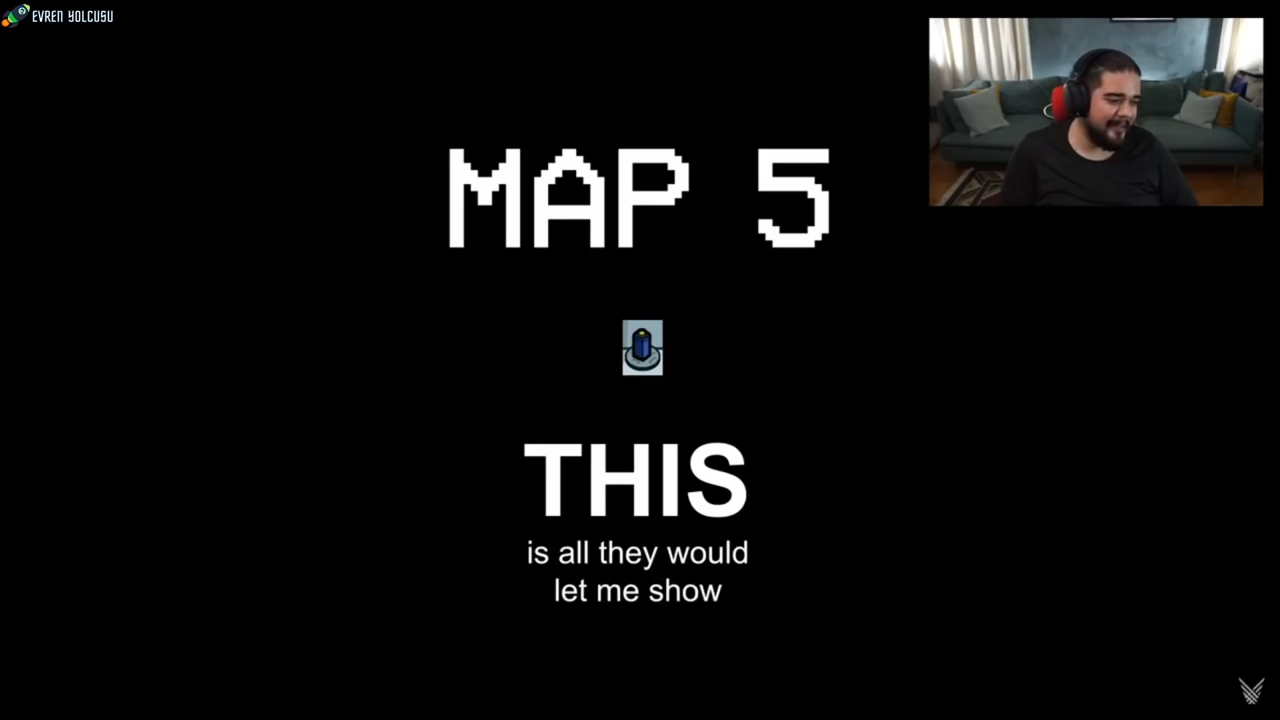 EVREN YOLCUSU
MAP 5
THIS
is all they would
let me show